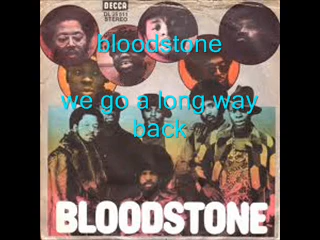 DECCA
STEREO
bloodstone
we go a long way
back
BLOODSTONE